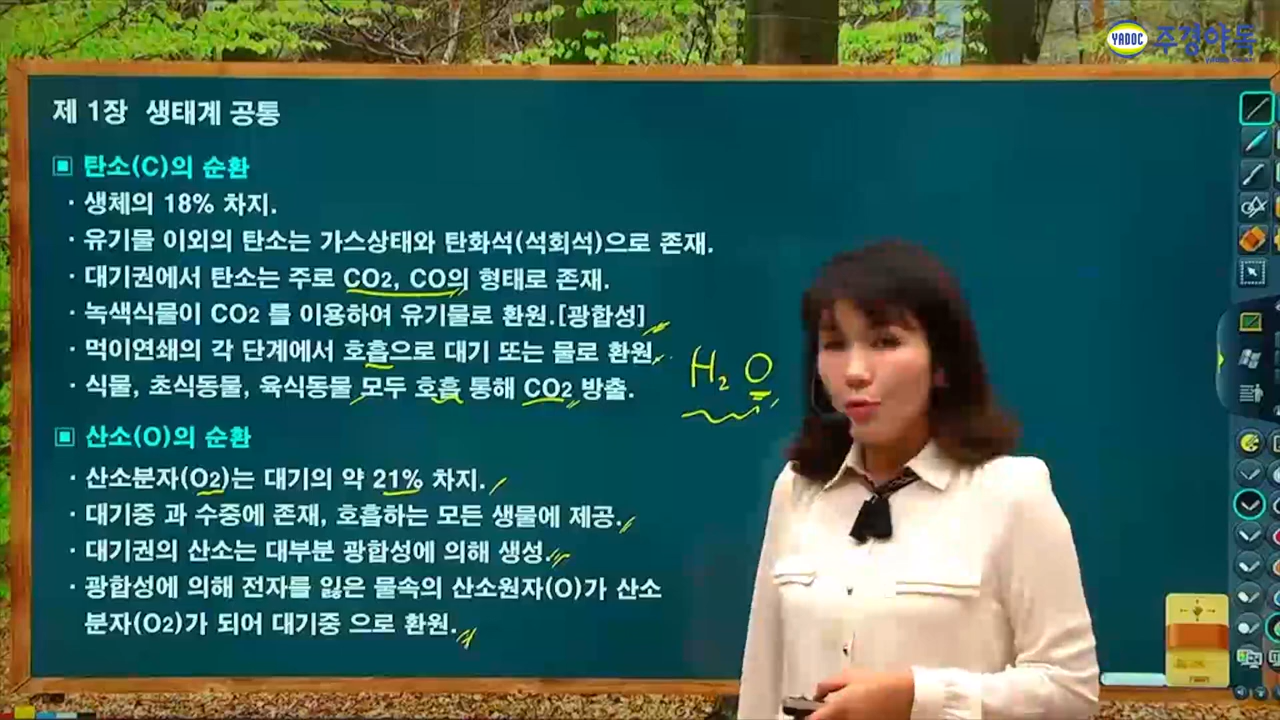 YADOC 주경야독
제 1장 생태계 공통
▣ 탄소(C)의 순환
· 생체의 18% 차지.
· 유기물 이외의 탄소는 가스상태와 탄화석(석회석)으로 존재.
· 대기권에서 탄소는 주로 CO2, CO의 형태로 존재.
· 녹색식물이 CO2 를 이용하여 유기물로 환원.[광합성]
· 먹이연쇄의 각 단계에서 호흡으로 대기 또는 물로 환원.
· 식물, 초식동물, 육식동물 모두 호흡 통해 CO2 방출.
H2O
▣ 산소(O)의 순환
· 산소분자(O2)는 대기의 약 21% 차지.
· 대기중 과 수중에 존재, 호흡하는 모든 생물에 제공.
· 대기권의 산소는 대부분 광합성에 의해 생성.
· 광합성에 의해 전자를 잃은 물속의 산소원자(O)가 산소
분자(O2)가 되어 대기중 으로 환원.